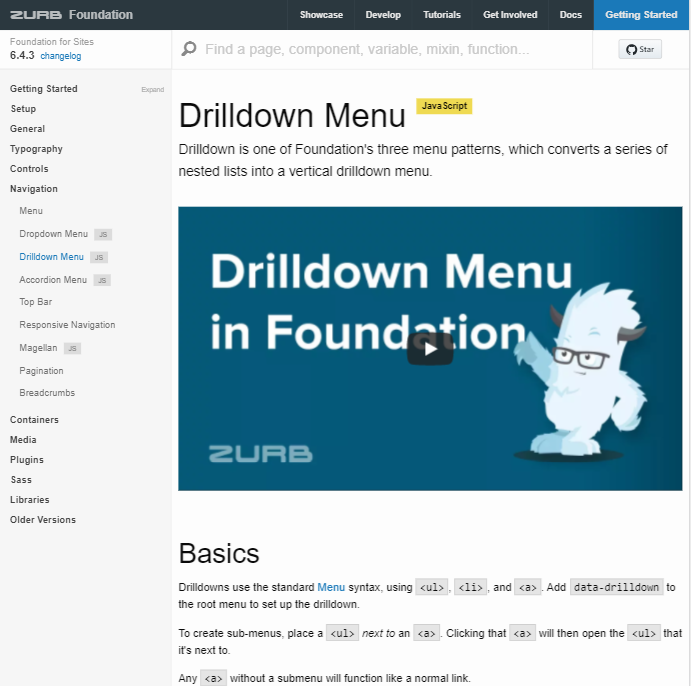 ZURB Foundation
Showcase Develop Tutorials Get Involved Docs Getting Started
Foundation for Sites
6.4.3 changelog
Find a page, component, variable, mixin, function...
Star
Getting Started Expand
Setup
General
Typography
Controls
Navigation
Menu
Dropdown Menu JS
Drilldown Menu JS
Accordion Menu JS
Top Bar
Responsive Navigation
Magellan JS
Pagination
Breadcrumbs
Containers
Media
Plugins
Sass
Libraries
Older Versions
Drilldown Menu JavaScript
Drilldown is one of Foundation's three menu patterns, which converts a series of
nested lists into a vertical drilldown menu.
Drilldown Menu
in Foundation
ZURB
Basics
Drilldowns use the standard Menu syntax, using <ul>, <li>, and <a>. Add data-drilldown to
the root menu to set up the drilldown.
To create sub-menus, place a <ul> next to an <a>. Clicking that <a> will then open the <ul> that
it's next to.
Any <a> without a submenu will function like a normal link.